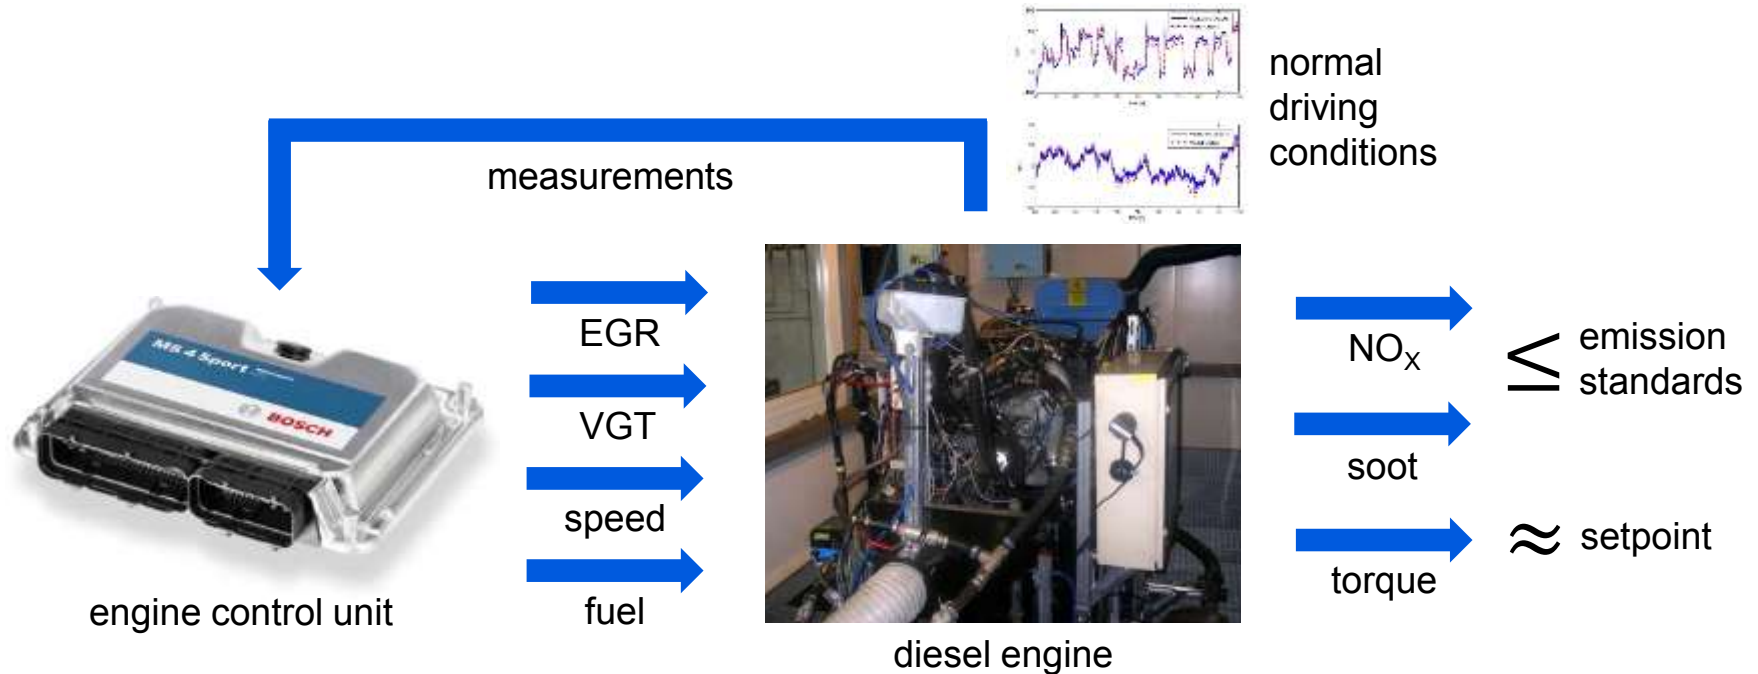 normal
driving
conditions
measurements
MS 4 Sport
BOSCH
EGR
VGT
speed
fuel
engine control unit
diesel engine
NOX
soot
torque
≤
emission
standards
≈ setpoint